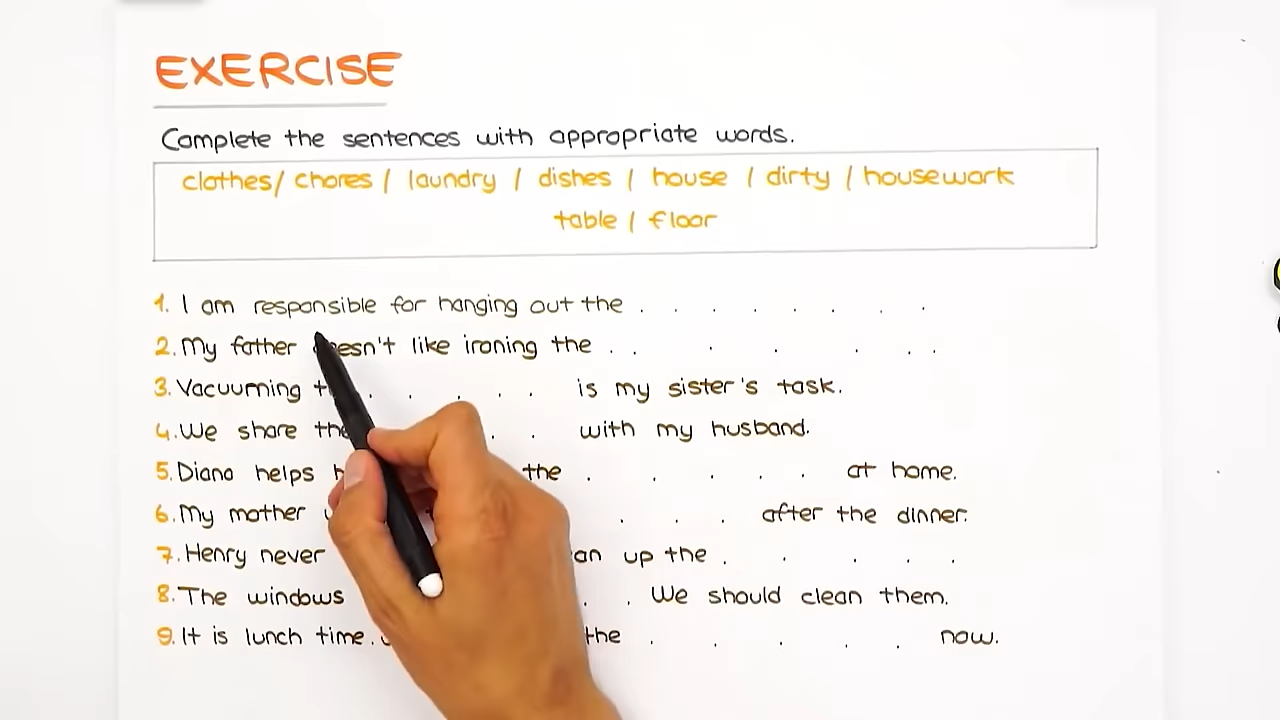 EXERCISE
Complete the sentences with appropriate words.
clothes/ chores / laundry / dishes / house / dirty / housework
table / floor
1. I am responsible for hanging out the . . . . . . . .
2. My father doesn't like ironing the . . . . . . .
3. Vacuuming . . . . . is my sister's task.
4. We share the . . with my husband.
5. Diana helps the . . . . . at home.
6. My mother . . . after the dinner.
7. Henry never up the . . . . .
8. The windows . . We should clean them.
9. It is lunch time. the . . . . . now.